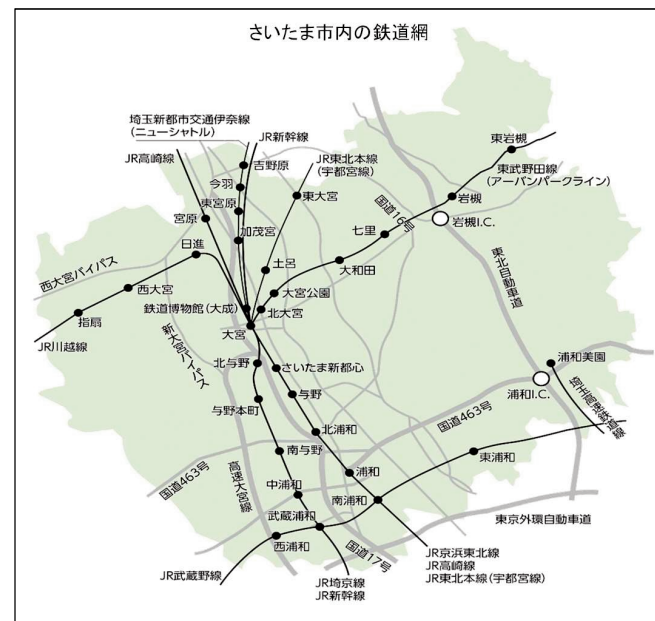 さいたま市内の鉄道網
埼玉新都市交通伊奈線
(ニューシャトル)
JR新幹線
JR高崎線
吉野原
JR東北本線
(宇都宮線)
東岩槻
東武野田線
(アーバンパークライン)
今羽
東宮原
宮原
加茂宮
東大宮
岩槻
国道16号
岩槻I.C.
七里
日進
土呂
大和田
東北自動車道
西大宮バイパス
西大宮
大宮公園
鉄道博物館(大成)
北大宮
指扇
大宮
JR川越線
新大宮バイパス
北与野
さいたま新都心
浦和美園
与野
浦和I.C.
埼玉高速鉄道線
与野本町
北浦和
国道463号
南与野
東浦和
浦和
国道463号
高速大宮線
中浦和
南浦和
武蔵浦和
東京外環自動車道
西浦和
国道17号
JR武蔵野線
JR埼京線
JR新幹線
JR京浜東北線
JR高崎線
JR東北本線(宇都宮線)